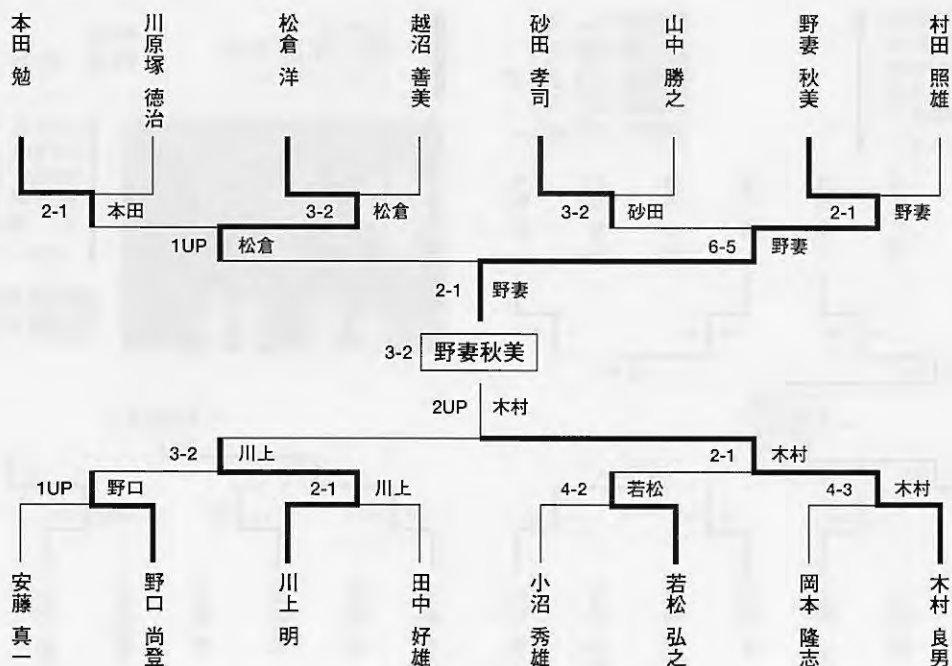 本田 勉
川原塚 徳治
松倉 洋
越沼 善美
砂田 孝司
山中 勝之
野妻 秋美
村田 照雄
2-1 本田
3-2 松倉
3-2 砂田
2-1 野妻
1UP 松倉
6-5 野妻
2-1 野妻
3-2 野妻秋美
2UP 木村
3-2 川上
2-1 木村
1UP 野口
2-1 川上
4-2 若松
4-3 木村
安藤 真一
野口 尚登
川上 明
田中 好雄
小沼 秀雄
若松 弘之
岡本 隆志
木村 良男